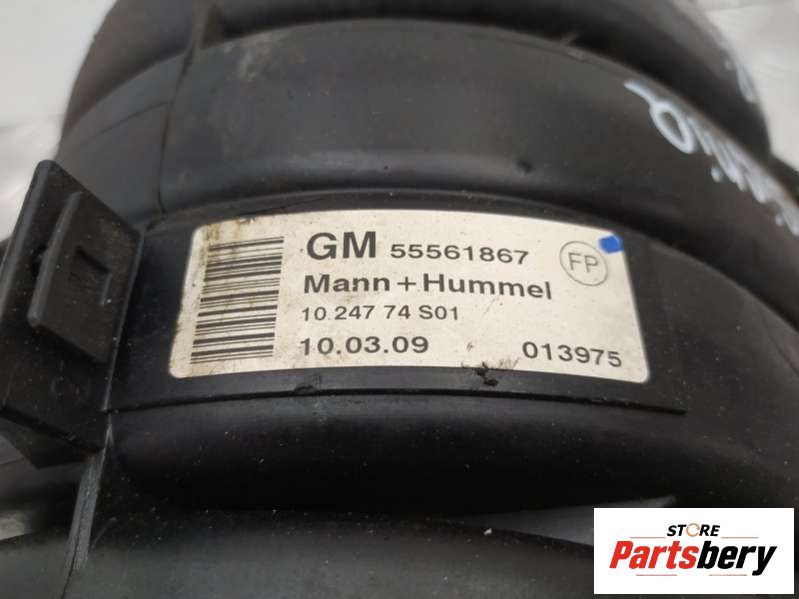 GM 55561867
FP
Mann+Hummel
10 247 74 S01
10.03.09 013975
STORE
Partsbery